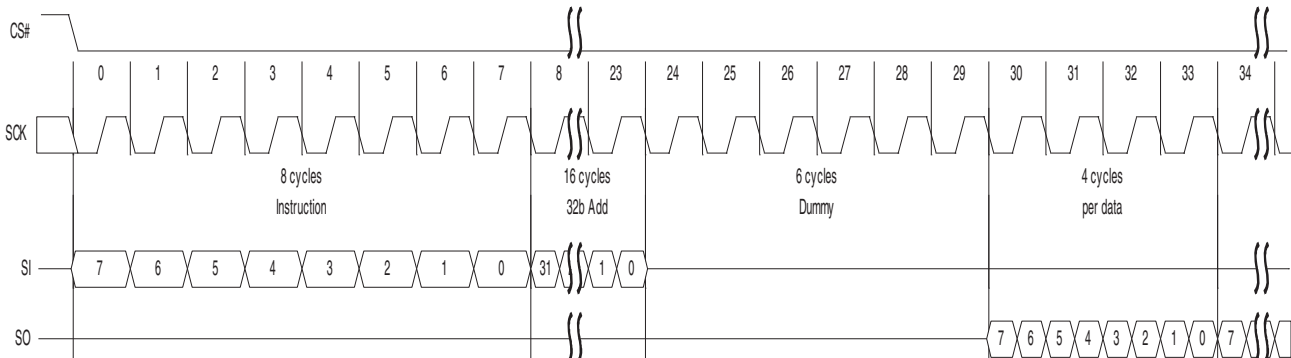 CS#
0 1 2 3 4 5 6 7 8 23 24 25 26 27 28 29 30 31 32 33 34
SCK
8 cycles 16 cycles 6 cycles 4 cycles
Instruction 32b Add Dummy per data
SI 7 6 5 4 3 2 1 0 31 1 0
SO 7 6 5 4 3 2 1 0 7